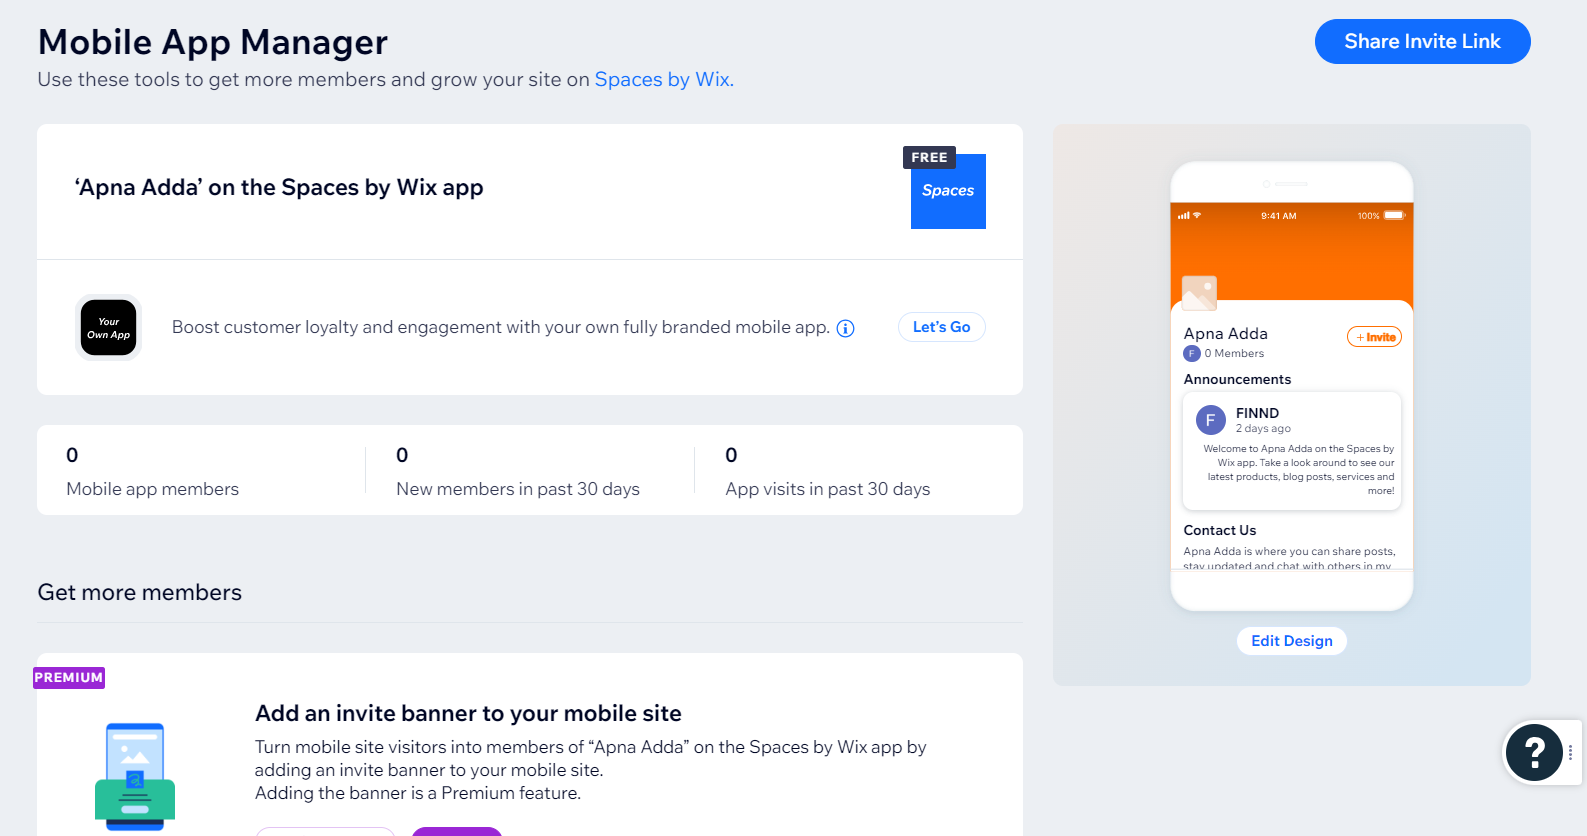 Mobile App Manager
Share Invite Link
Use these tools to get more members and grow your site on Spaces by Wix.
‘Apna Adda’ on the Spaces by Wix app
FREE
Spaces
Your
Own App
Boost customer loyalty and engagement with your own fully branded mobile app.
Let's Go
0
Mobile app members
0
New members in past 30 days
0
App visits in past 30 days
Get more members
PREMIUM
Add an invite banner to your mobile site
Turn mobile site visitors into members of “Apna Adda” on the Spaces by Wix app by
adding an invite banner to your mobile site.
Adding the banner is a Premium feature.
9:41 AM
100%
Apna Adda
+ Invite
F
0 Members
Announcements
F
FINND
2 days ago
Welcome to Apna Adda on the Spaces by
Wix app. Take a look around to see our
latest products, blog posts, services and
more!
Contact Us
Apna Adda is where you can share posts,
stay updated and chat with others in my
Edit Design
?